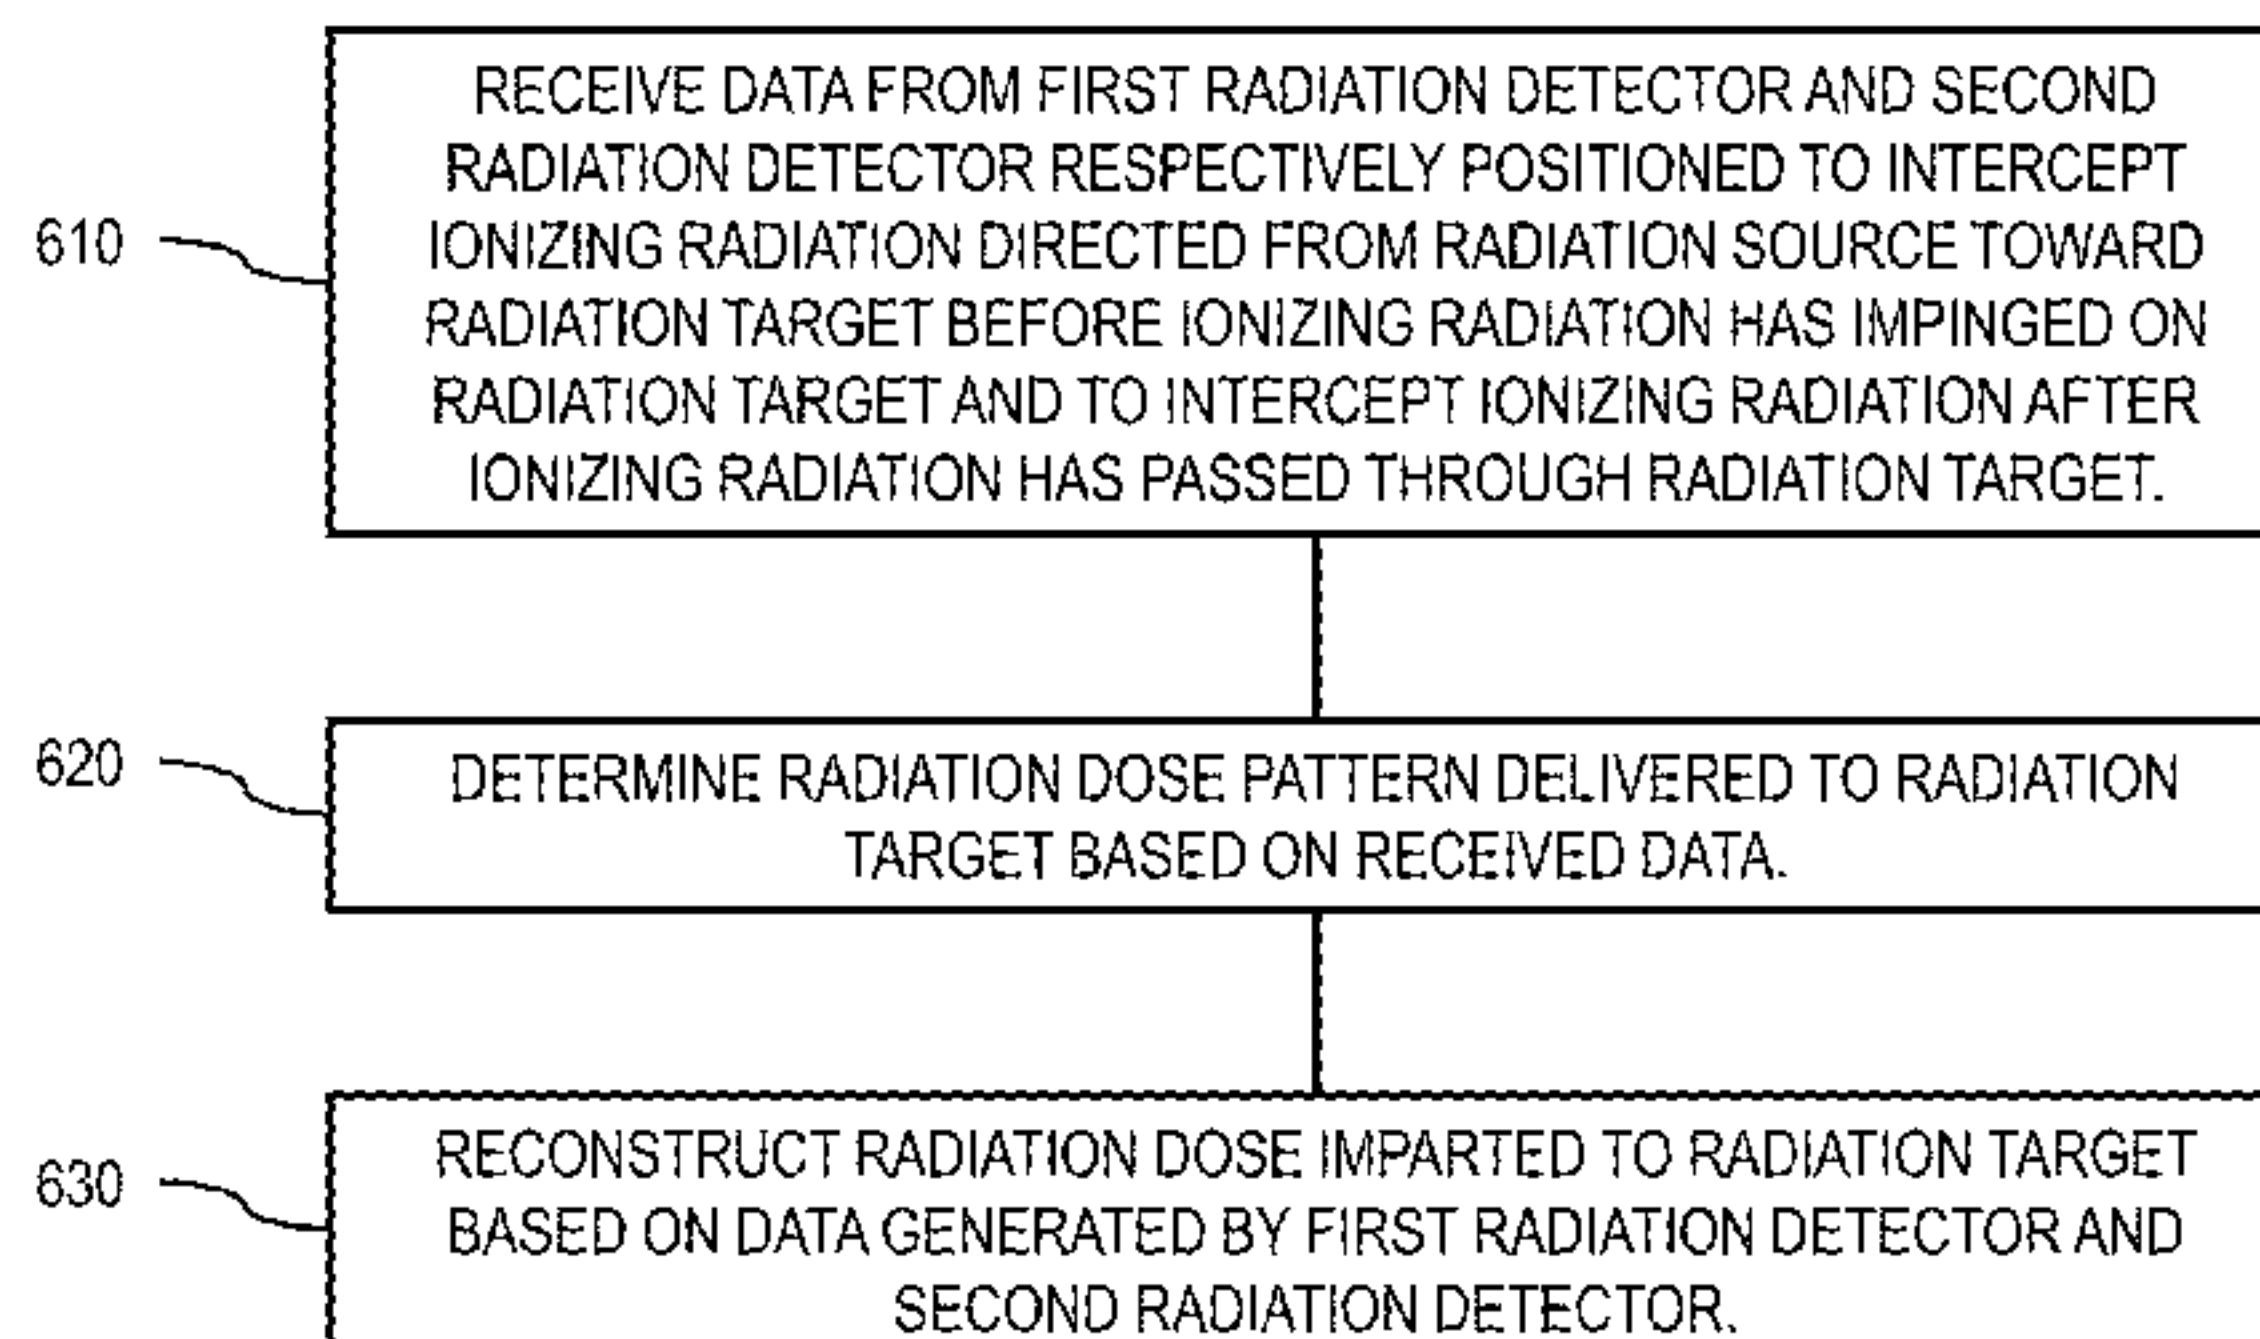 RECEIVE DATA FROM FIRST RADIATION DETECTOR AND SECOND
RADIATION DETECTOR RESPECTIVELY POSITIONED TO INTERCEPT
610
IONIZING RADIATION DIRECTED FROM RADIATION SOURCE TOWARD
RADIATION TARGET BEFORE IONIZING RADIATION HAS IMPINGED ON
RADIATION TARGET AND TO INTERCEPT IONIZING RADIATION AFTER
IONIZING RADIATION HAS PASSED THROUGH RADIATION TARGET.
620
DETERMINE RADIATION DOSE PATTERN DELIVERED TO RADIATION
TARGET BASED ON RECEIVED DATA.
630
RECONSTRUCT RADIATION DOSE IMPARTED TO RADIATION TARGET
BASED ON DATA GENERATED BY FIRST RADIATION DETECTOR AND
SECOND RADIATION DETECTOR.